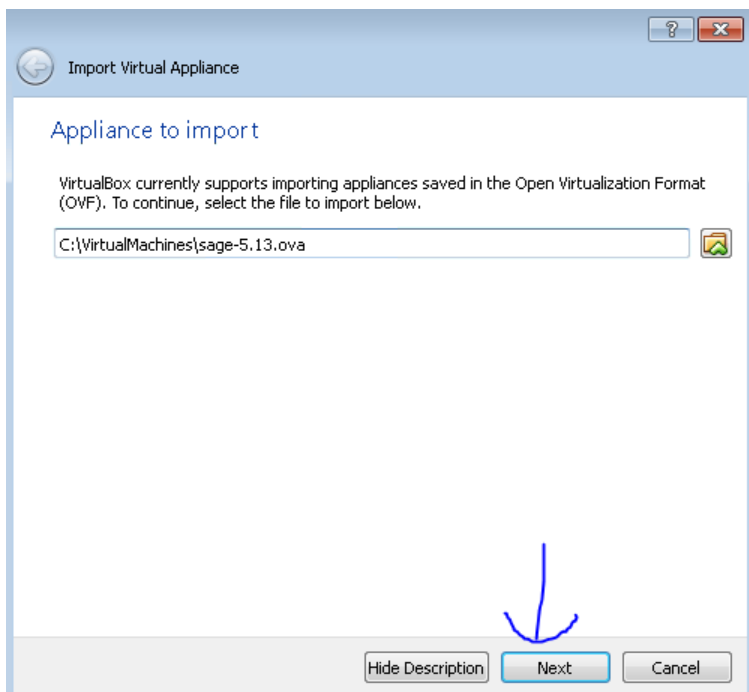 ?
Import Virtual Appliance
Appliance to import
VirtualBox currently supports importing appliances saved in the Open Virtualization Format
(OVF). To continue, select the file to import below.
C:\VirtualMachines\sage-5.13.ova
Hide Description Next Cancel